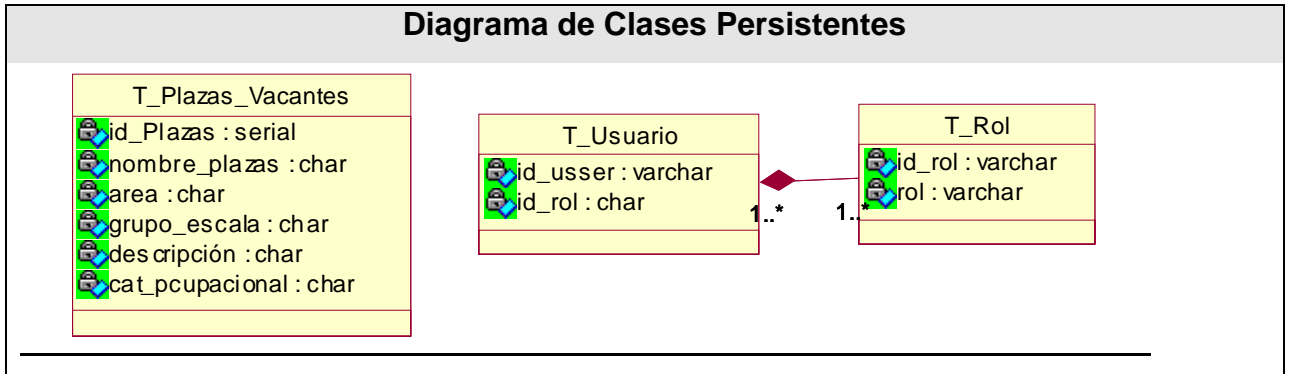 Diagrama de Clases Persistentes
T_Plazas_Vacantes
id_Plazas : serial
nombre_plazas : char
area : char
grupo_escala : char
descripción : char
cat_pcupacional : char
T_Usuario
id_usser : varchar
id_rol : char
1..*
1..*
T_Rol
id_rol : varchar
rol : varchar